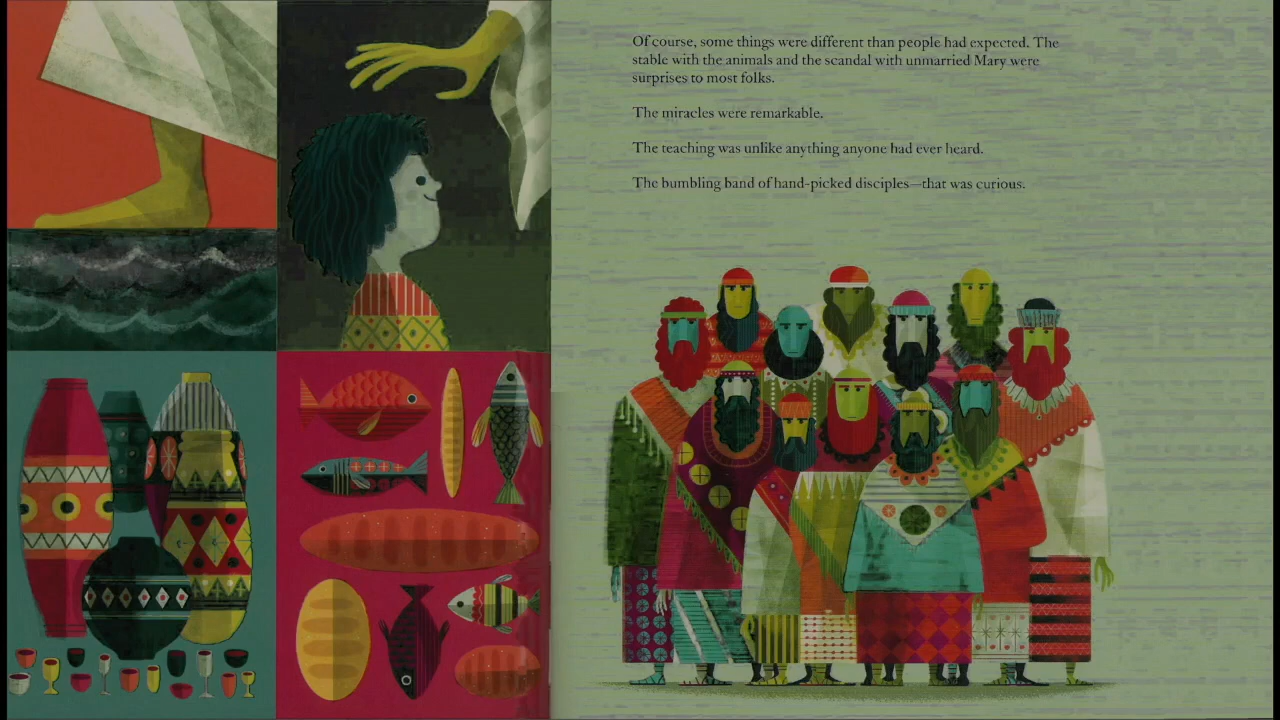 Of course, some things were different than people had expected. The
stable with the animals and the scandal with unmarried Mary were
surprises to most folks.
The miracles were remarkable.
The teaching was unlike anything anyone had ever heard.
The bumbling band of hand-picked disciples—that was curious.